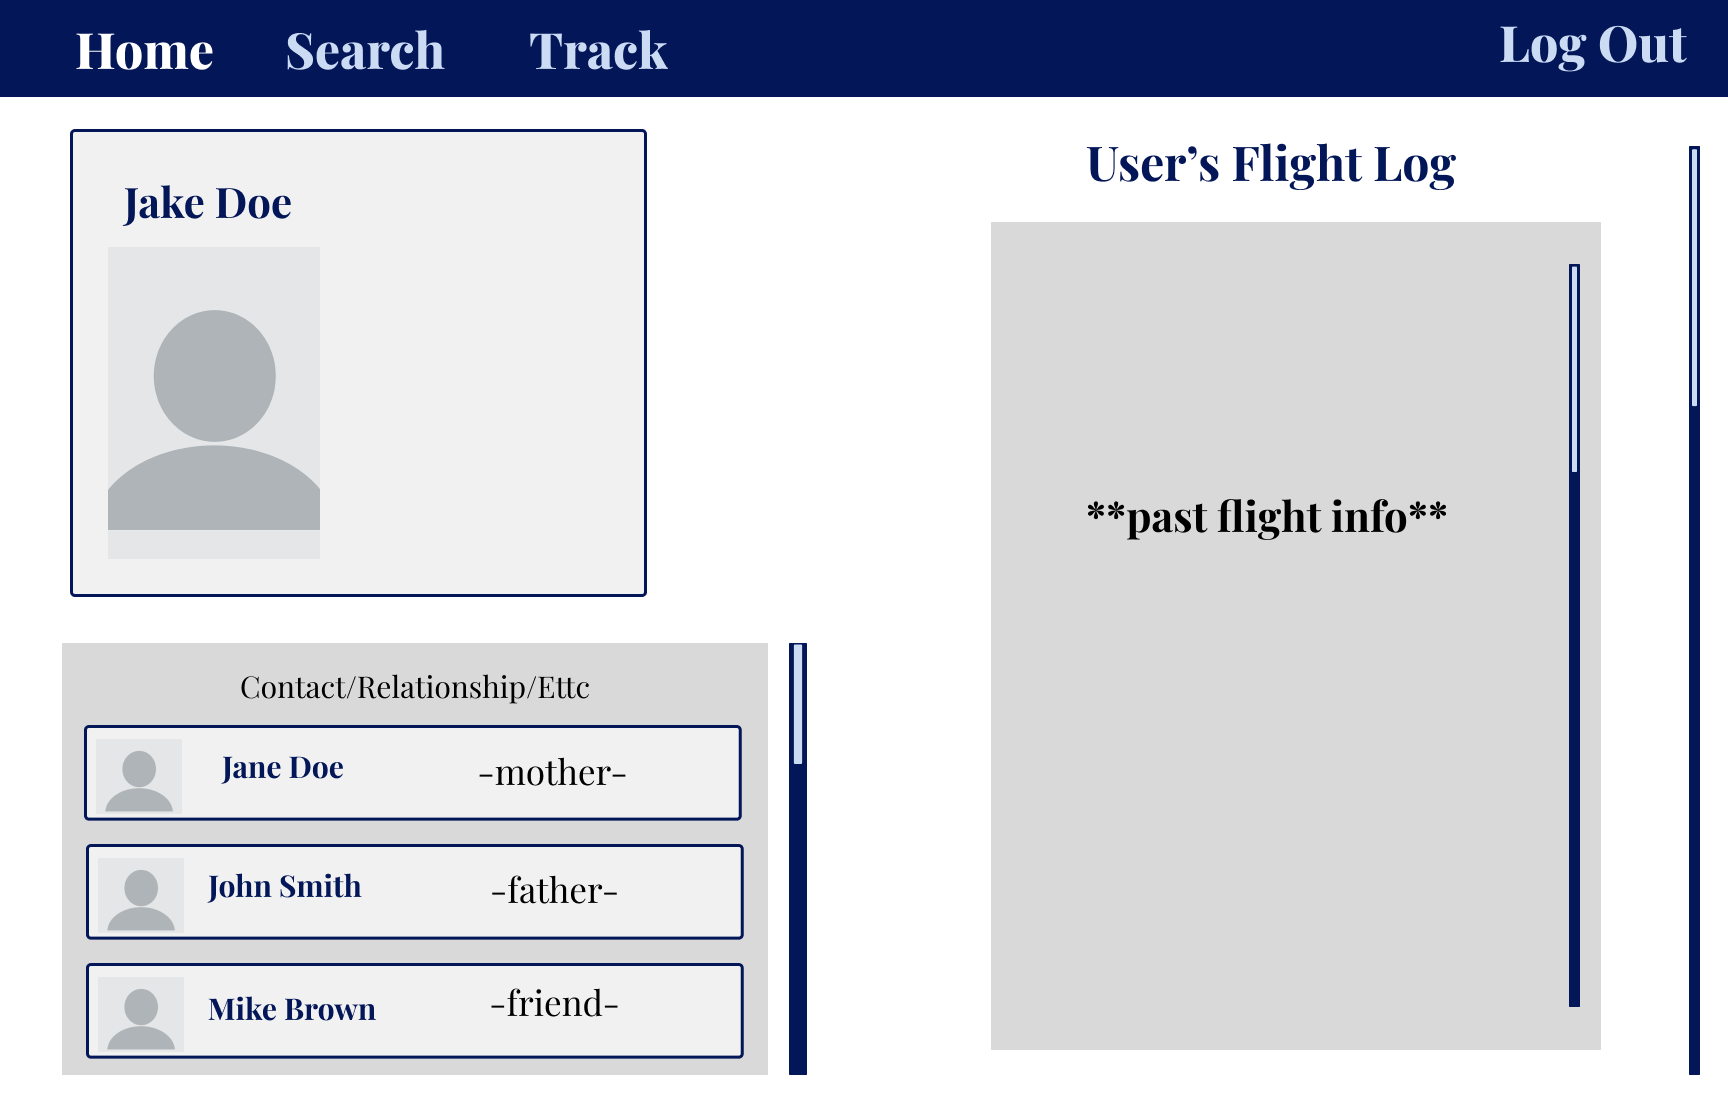 Home Search Track Log Out
Jake Doe
Contact/Relationship/Ettc
Jane Doe -mother-
John Smith -father-
Mike Brown -friend-
User’s Flight Log
**past flight info**